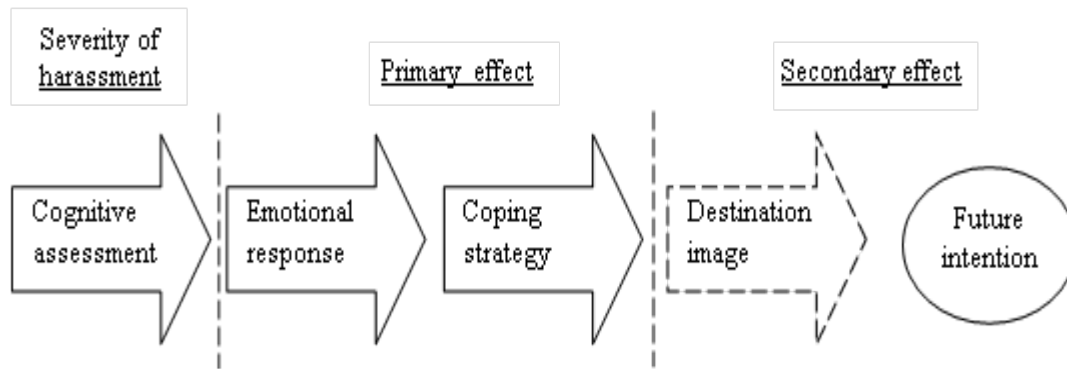 Severity of
harassment
Primary effect
Secondary effect
Cognitive
assessment
Emotional
response
Coping
strategy
Destination
image
Future
intention